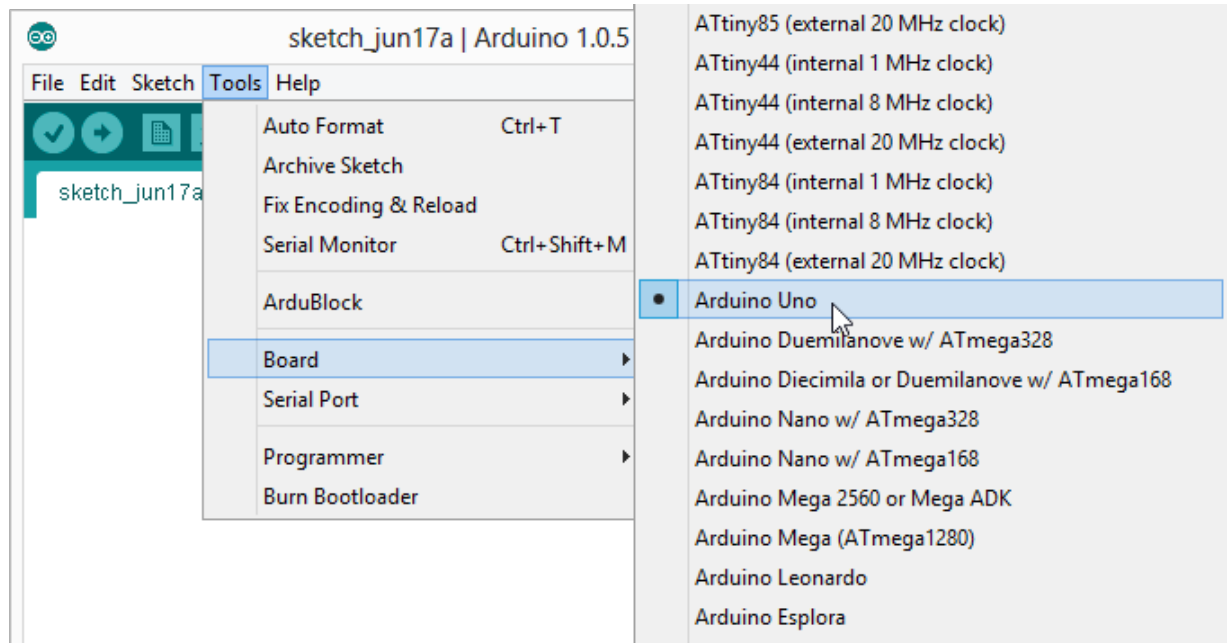 sketch_jun17a | Arduino 1.0.5
File Edit Sketch Tools Help
sketch_jun17a
Auto Format Ctrl+T
Archive Sketch
Fix Encoding & Reload
Serial Monitor Ctrl+Shift+M
ArduBlock
Board
Serial Port
Programmer
Burn Bootloader
ATtiny85 (external 20 MHz clock)
ATtiny44 (internal 1 MHz clock)
ATtiny44 (internal 8 MHz clock)
ATtiny44 (external 20 MHz clock)
ATtiny84 (internal 1 MHz clock)
ATtiny84 (internal 8 MHz clock)
ATtiny84 (external 20 MHz clock)
Arduino Uno
Arduino Duemilanove w/ ATmega328
Arduino Diecimila or Duemilanove w/ ATmega168
Arduino Nano w/ ATmega328
Arduino Nano w/ ATmega168
Arduino Mega 2560 or Mega ADK
Arduino Mega (ATmega1280)
Arduino Leonardo
Arduino Esplora